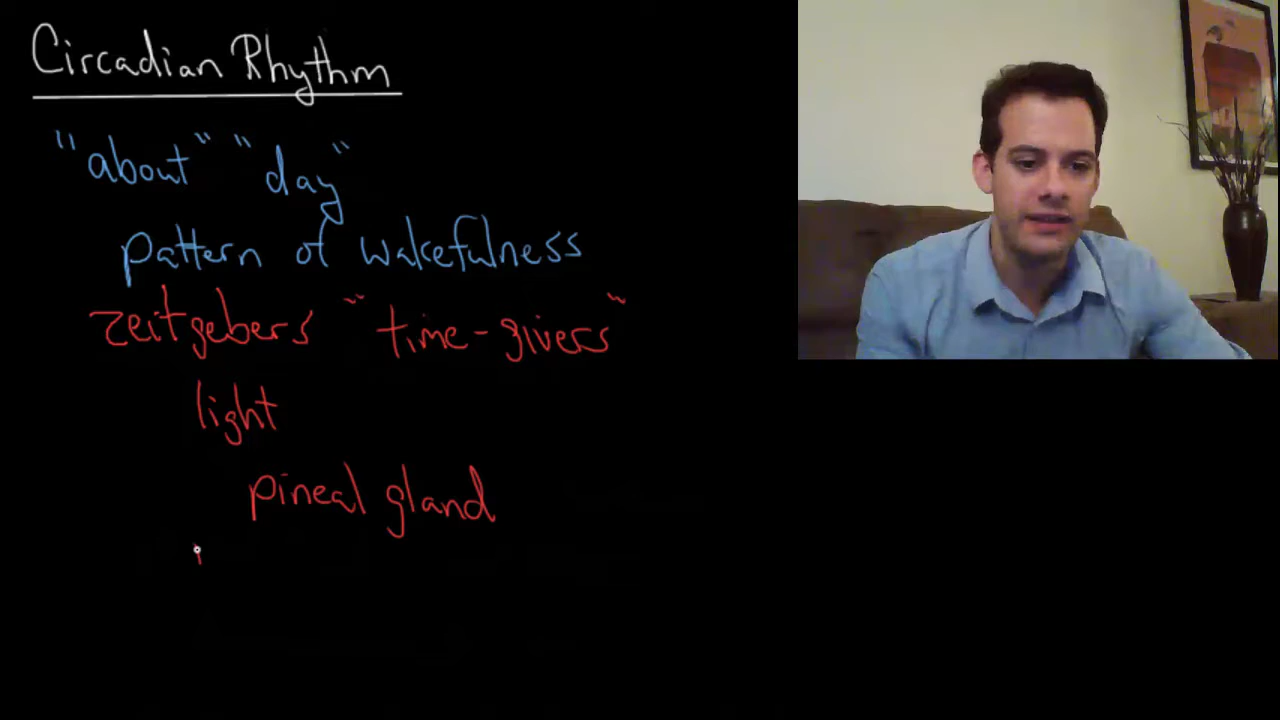 Circadian Rhythm
"about" "day"
pattern of wakefulness
zeitgebers "time-givers"
light
pineal gland